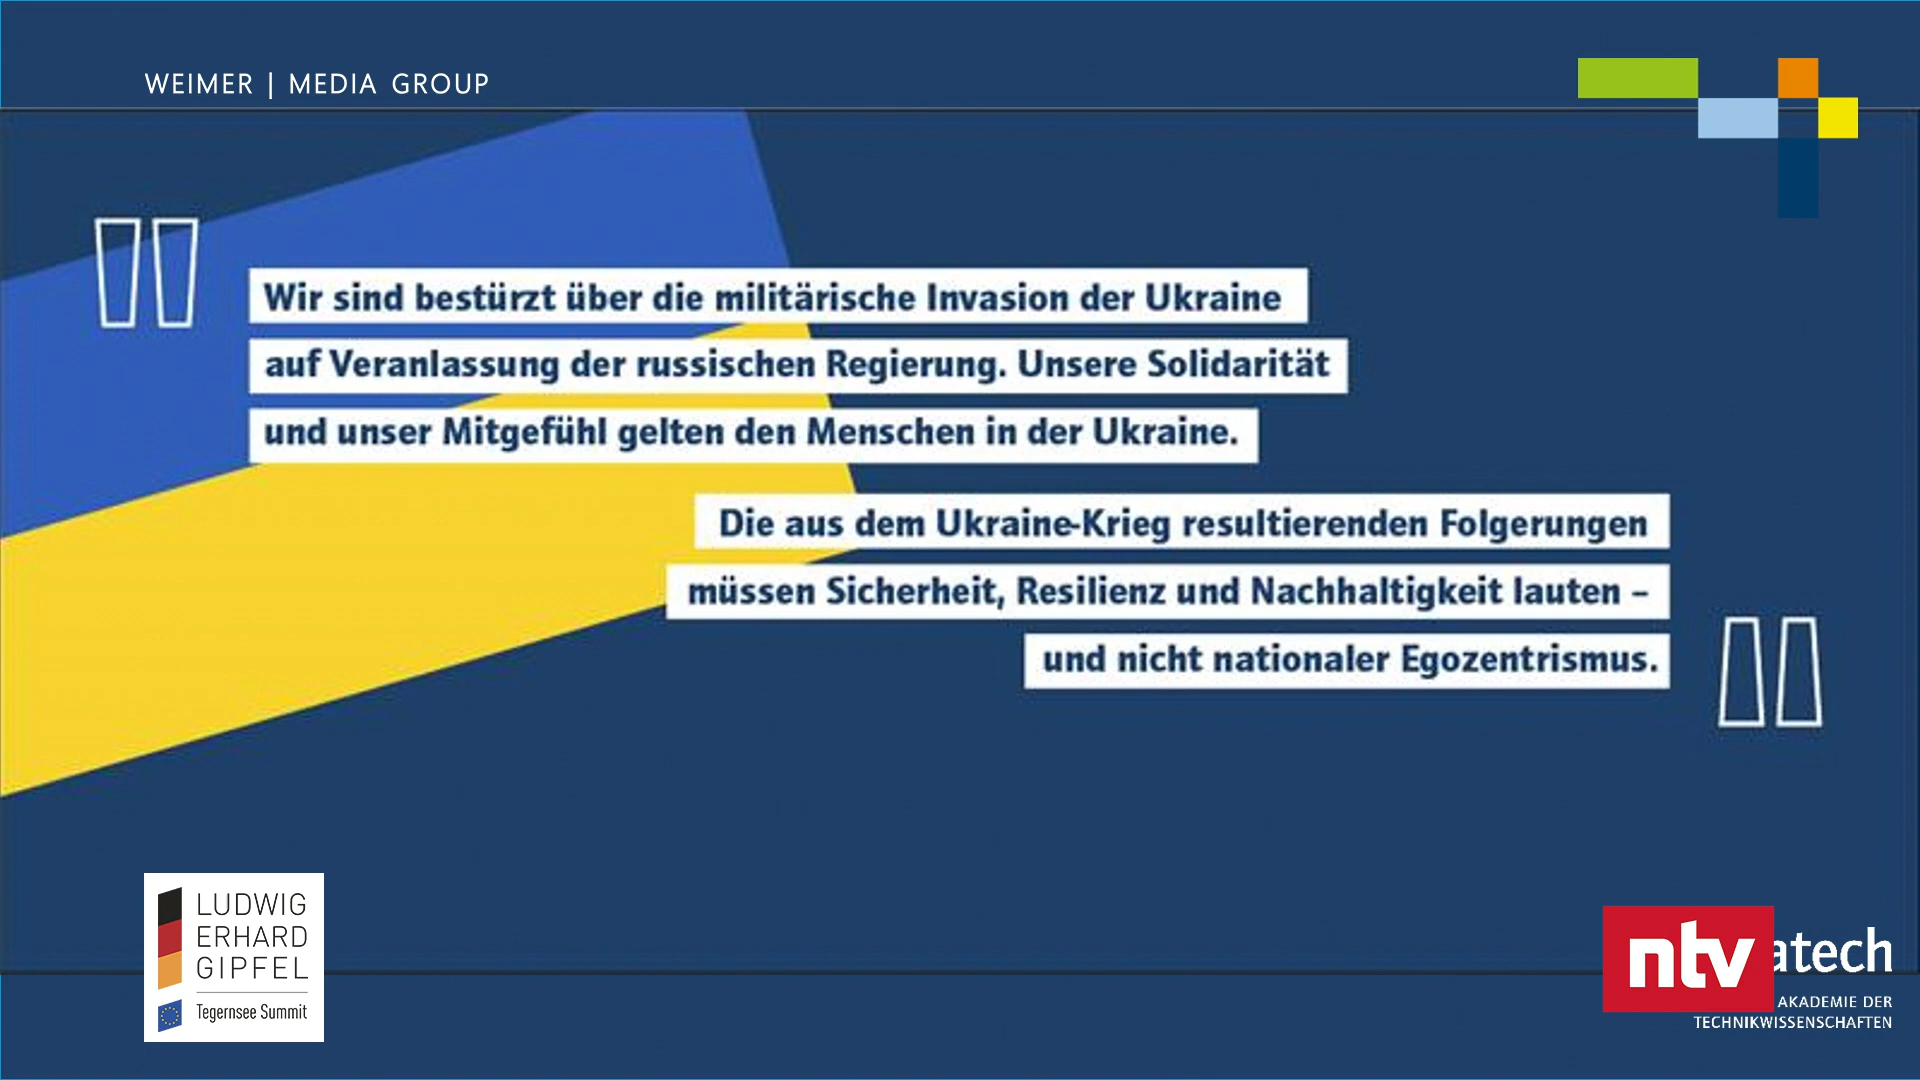 WEIMER | MEDIA GROUP
Wir sind bestürzt über die militärische Invasion der Ukraine
auf Veranlassung der russischen Regierung. Unsere Solidarität
und unser Mitgefühl gelten den Menschen in der Ukraine.
Die aus dem Ukraine-Krieg resultierenden Folgerungen
müssen Sicherheit, Resilienz und Nachhaltigkeit lauten –
und nicht nationaler Egozentrismus.
LUDWIG
ERHARD
GIPFEL
Tegernsee Summit
ntv
atech
AKADEMIE DER
TECHNIKWISSENSCHAFTEN